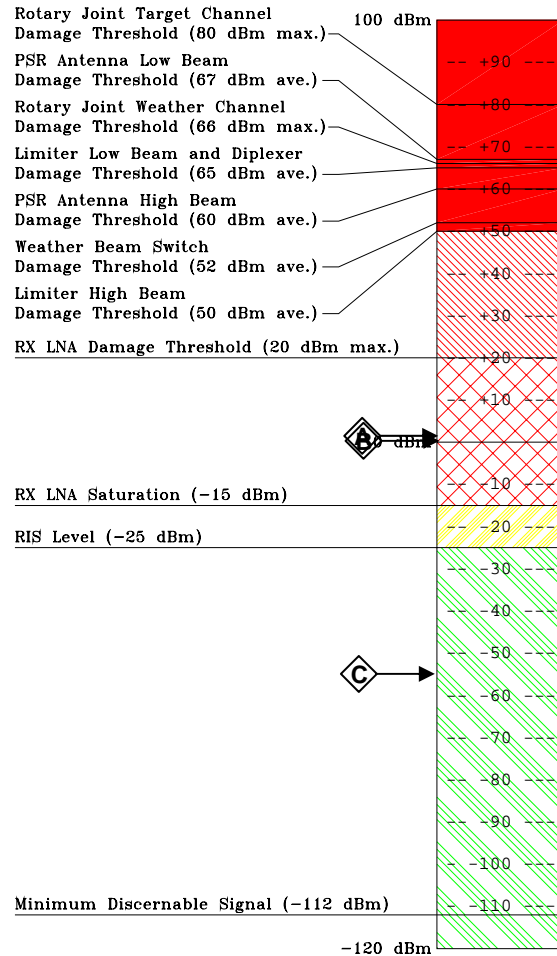 Rotary Joint Target Channel
Damage Threshold (80 dBm max.)
PSR Antenna Low Beam
Damage Threshold (67 dBm ave.)
Rotary Joint Weather Channel
Damage Threshold (66 dBm max.)
Limiter Low Beam and Diplexer
Damage Threshold (65 dBm ave.)
PSR Antenna High Beam
Damage Threshold (60 dBm ave.)
Weather Beam Switch
Damage Threshold (52 dBm ave.)
Limiter High Beam
Damage Threshold (50 dBm ave.)
RX LNA Damage Threshold (20 dBm max.)
RX LNA Saturation (-15 dBm)
RIS Level (-25 dBm)
Minimum Discernable Signal (-112 dBm)
100 dBm
+90
+80
+70
+60
+50
+40
+30
+20
+10
A
B
dBm
-10
-20
-30
-40
-50
C
-60
-70
-80
-90
-100
-110
-120 dBm